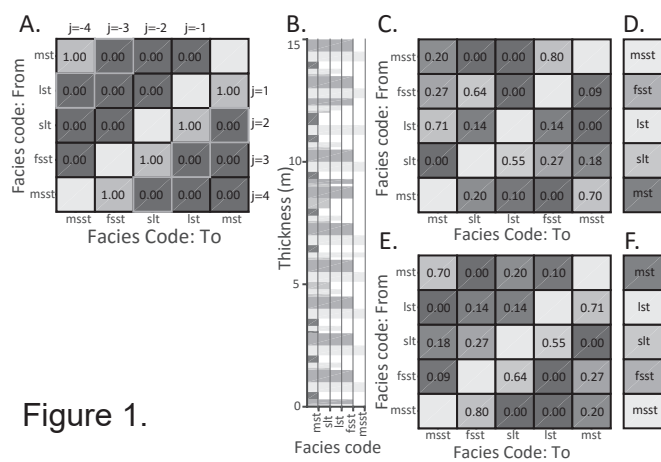 A.
j=-4 j=-3 j=-2 j=-1
Facies code: From
mst 1.00 0.00 0.00 0.00
lst 0.00 0.00 0.00 1.00 j=1
slt 0.00 0.00 1.00 0.00 j=2
fsst 0.00 1.00 0.00 0.00 j=3
msst 1.00 0.00 0.00 0.00 j=4
msst fsst slt lst mst
Facies Code: To
B.
Thickness (m)
15
10
5
0
mst slt lst fsst msst
Facies code
C.
Facies code: From
msst 0.20 0.00 0.00 0.80
fsst 0.27 0.64 0.00 0.09
lst 0.71 0.14 0.14 0.00
slt 0.00 0.55 0.27 0.18
mst 0.20 0.10 0.00 0.70
mst slt lst fsst msst
Facies Code: To
D.
msst
fsst
lst
slt
mst
E.
Facies code: From
mst 0.70 0.00 0.20 0.10
lst 0.00 0.14 0.14 0.71
slt 0.18 0.27 0.55 0.00
fsst 0.09 0.64 0.00 0.27
msst 0.80 0.00 0.00 0.20
msst fsst slt lst mst
Facies Code: To
F.
mst
lst
slt
fsst
msst
Figure 1.